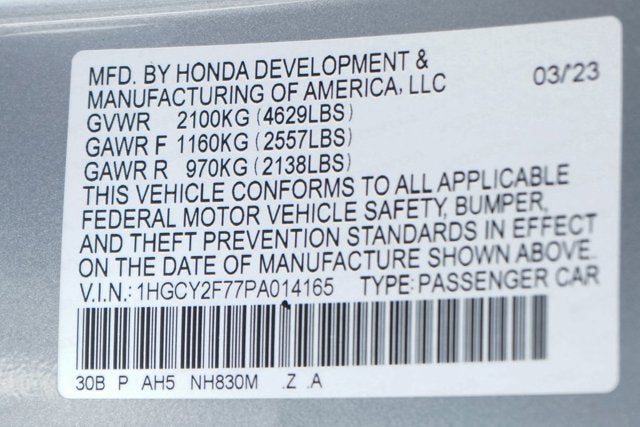 MFD. BY HONDA DEVELOPMENT & 03/'23
MANUFACTURING OF AMERICA, LLC
GVWR 2100KG (4629LBS)
GAWR F 1160KG (2557LBS)
GAWR R 970KG (2138LBS)
THIS VEHICLE CONFORMS TO ALL APPLICABLE
FEDERAL MOTOR VEHICLE SAFETY, BUMPER,
AND THEFT PREVENTION STANDARDS IN EFFECT
ON THE DATE OF MANUFACTURE SHOWN ABOVE.
V.I.N.: 1HGCY2F77PA014165 TYPE: PASSENGER CAR
30B P AH5 NH830M .Z .A